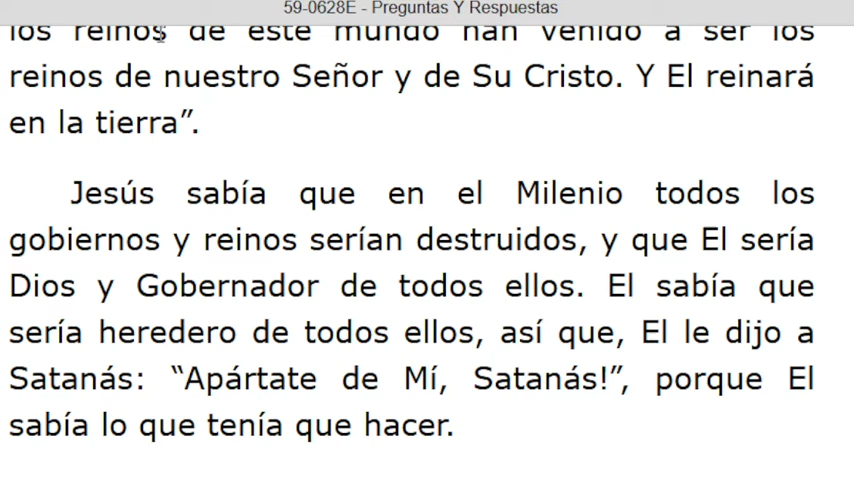 59-0628E - Preguntas Y Respuestas
los reinos de este mundo han venido a ser los
reinos de nuestro Señor y de Su Cristo. Y El reinará
en la tierra”.
Jesús sabía que en el Milenio todos los
gobiernos y reinos serían destruidos, y que El sería
Dios y Gobernador de todos ellos. El sabía que
sería heredero de todos ellos, así que, El le dijo a
Satanás: “Apártate de Mí, Satanás!”, porque El
sabía lo que tenía que hacer.